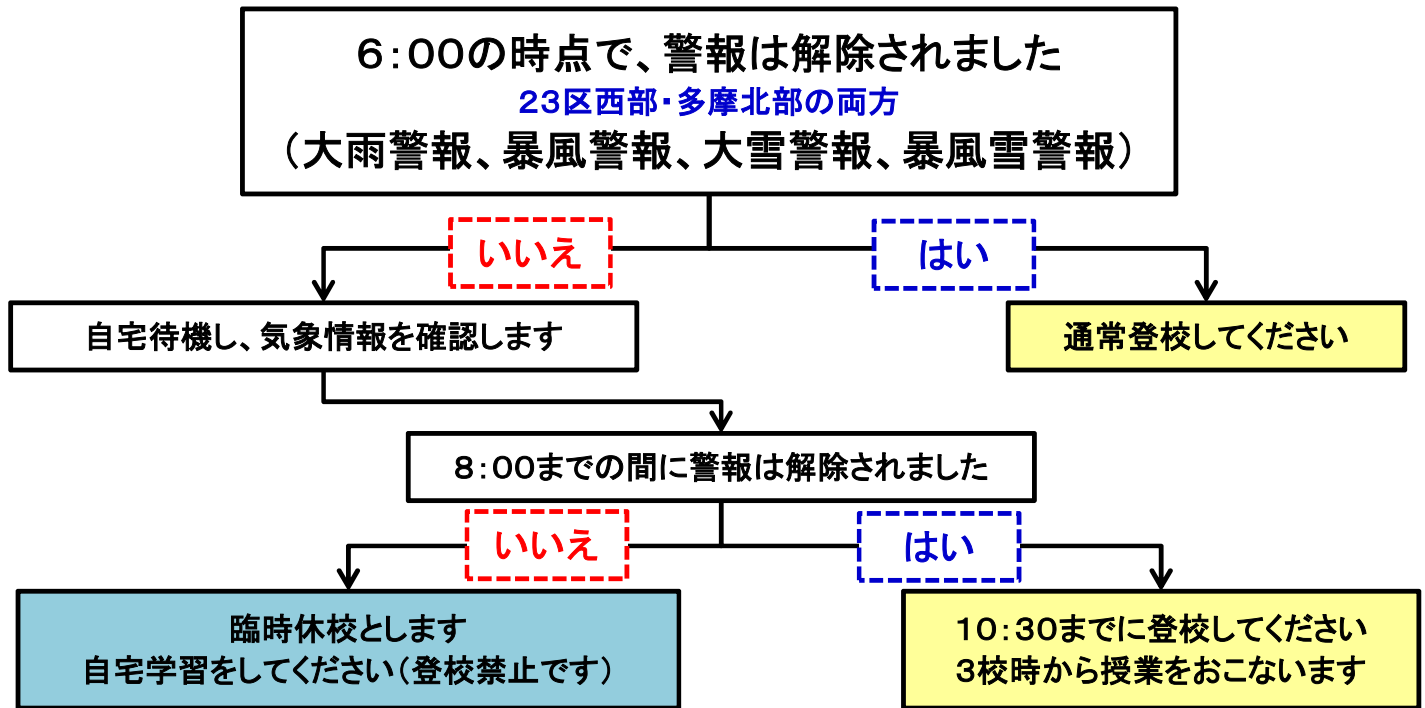 6:00の時点で、警報は解除されました
23区西部・多摩北部の両方
（大雨警報、暴風警報、大雪警報、暴風雪警報）
いいえ
はい
自宅待機し、気象情報を確認します
通常登校してください
8:00までの間に警報は解除されました
いいえ
はい
臨時休校とします
自宅学習をしてください（登校禁止です）
10:30までに登校してください
3校時から授業をおこないます